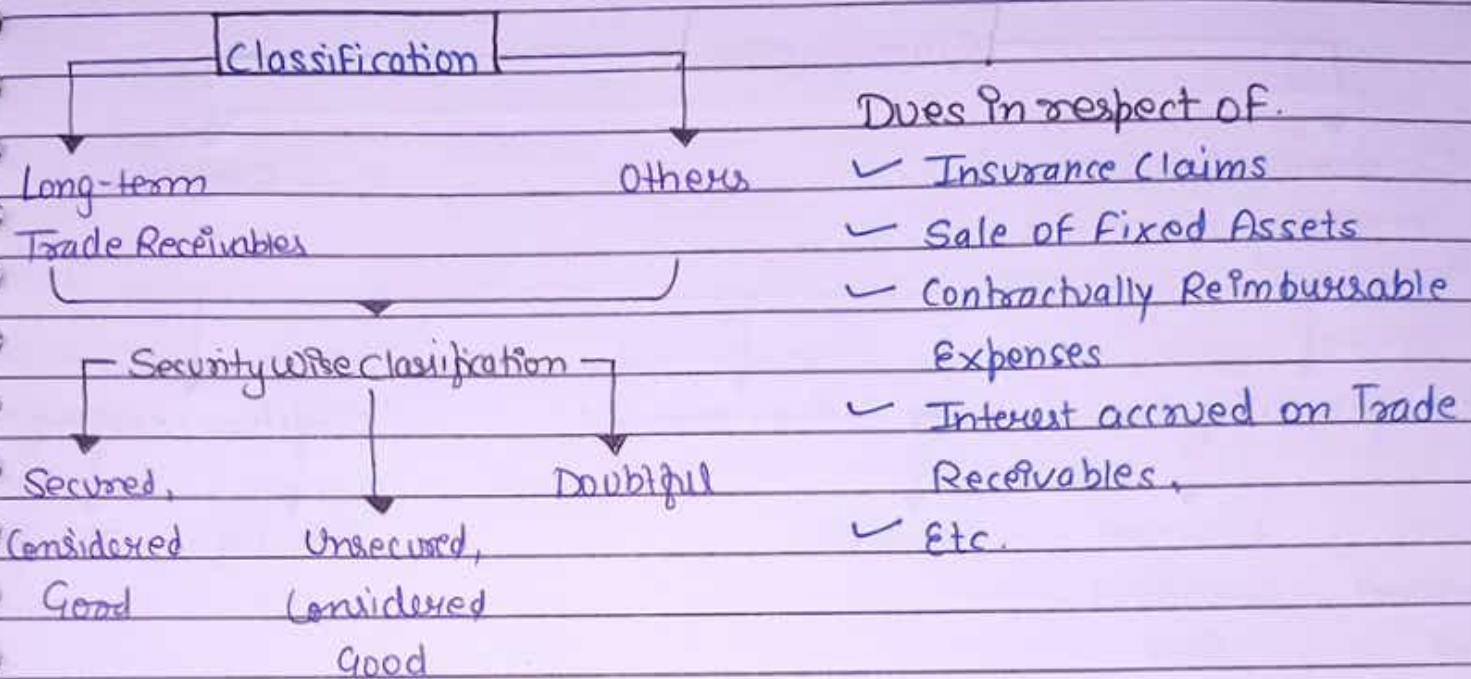 Classification
Long-term
Trade Receivables
Others
Security wise classification
Secured,
Considered
Good
Unsecured,
Considered
Good
Doubtful
Dues in respect of.
✓ Insurance Claims
✓ Sale of Fixed Assets
✓ Contractually Reimbursable
Expenses
✓ Interest accrued on Trade
Receivables,
✓ Etc.